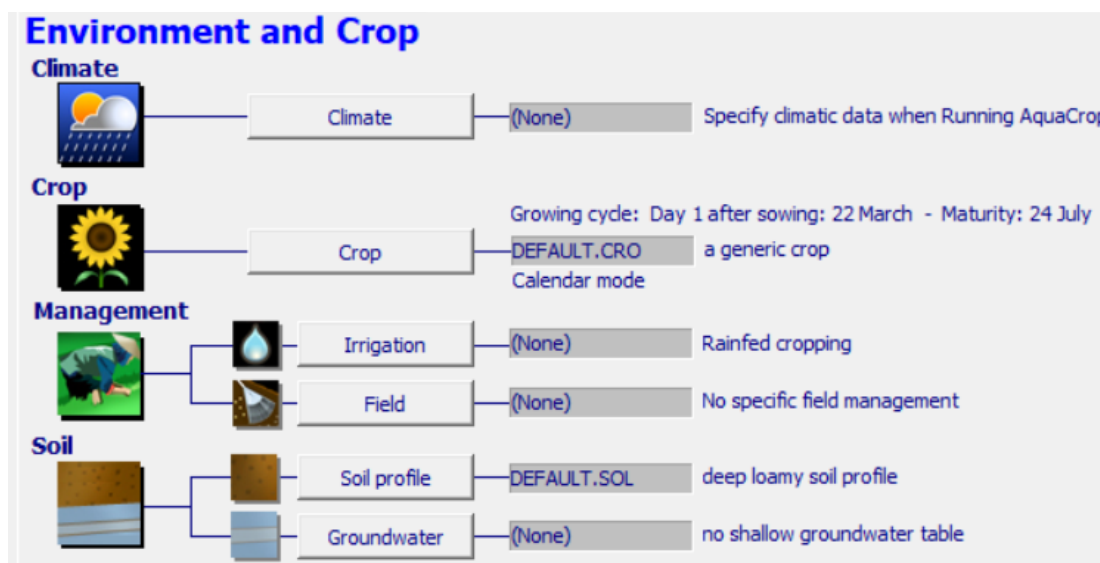 Environment and Crop
Climate
Climate (None) Specify climatic data when Running AquaCrop
Crop
Growing cycle: Day 1 after sowing: 22 March - Maturity: 24 July
Crop DEFAULT.CRO a generic crop
Calendar mode
Management
Irrigation (None) Rainfed cropping
Field (None) No specific field management
Soil
Soil profile DEFAULT.SOL deep loamy soil profile
Groundwater (None) no shallow groundwater table